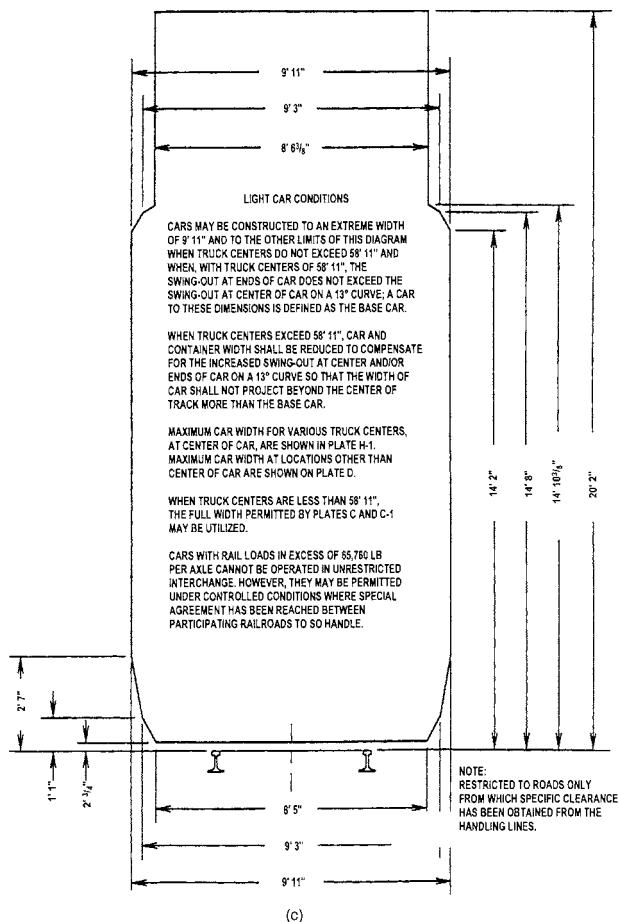 9' 11"
9' 3"
8' 6³/₈"
LIGHT CAR CONDITIONS
CARS MAY BE CONSTRUCTED TO AN EXTREME WIDTH
OF 9' 11" AND TO THE OTHER LIMITS OF THIS DIAGRAM
WHEN TRUCK CENTERS DO NOT EXCEED 58' 11" AND
WHEN, WITH TRUCK CENTERS OF 58' 11", THE
SWING-OUT AT ENDS OF CAR DOES NOT EXCEED THE
SWING-OUT AT CENTER OF CAR ON A 13° CURVE; A CAR
TO THESE DIMENSIONS IS DEFINED AS THE BASE CAR.
WHEN TRUCK CENTERS EXCEED 58' 11", CAR AND
CONTAINER WIDTH SHALL BE REDUCED TO COMPENSATE
FOR THE INCREASED SWING-OUT AT CENTER AND/OR
ENDS OF CAR ON A 13° CURVE SO THAT THE WIDTH OF
CAR SHALL NOT PROJECT BEYOND THE CENTER OF
TRACK MORE THAN THE BASE CAR.
MAXIMUM CAR WIDTH FOR VARIOUS TRUCK CENTERS,
AT CENTER OF CAR, ARE SHOWN IN PLATE H-1.
MAXIMUM CAR WIDTH AT LOCATIONS OTHER THAN
CENTER OF CAR ARE SHOWN ON PLATE D.
WHEN TRUCK CENTERS ARE LESS THAN 58' 11",
THE FULL WIDTH PERMITTED BY PLATES C AND C-1
MAY BE UTILIZED.
CARS WITH RAIL LOADS IN EXCESS OF 65,760 LB
PER AXLE CANNOT BE OPERATED IN UNRESTRICTED
INTERCHANGE. HOWEVER, THEY MAY BE PERMITTED
UNDER CONTROLLED CONDITIONS WHERE SPECIAL
AGREEMENT HAS BEEN REACHED BETWEEN
PARTICIPATING RAILROADS TO SO HANDLE.
14' 2"
14' 8"
14' 10³/₈"
20' 2"
2' 7"
1' 1"
2' ³/₄"
NOTE:
RESTRICTED TO ROADS ONLY
FROM WHICH SPECIFIC CLEARANCE
HAS BEEN OBTAINED FROM THE
HANDLING LINES.
8' 5"
9' 3"
9' 11"
(c)